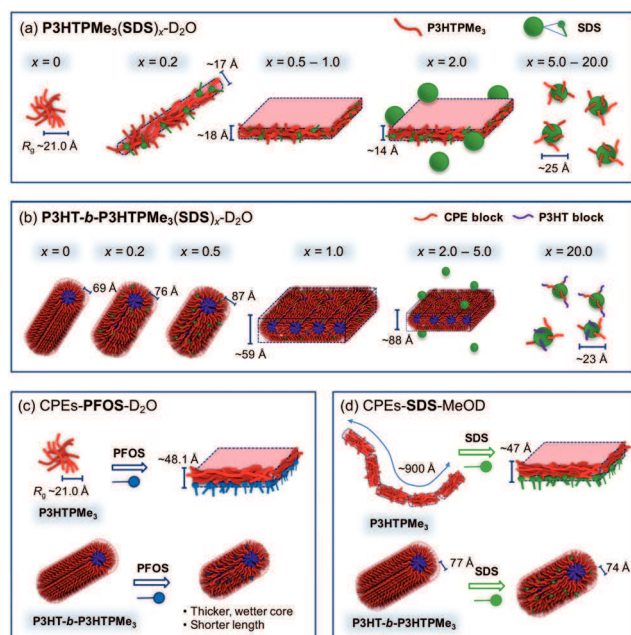 (a) P3HTPMe₃(SDS)ₓ-D₂O
P3HTPMe₃ SDS
x = 0 x = 0.2 x = 0.5 – 1.0 x = 2.0 x = 5.0 - 20.0
~17 Å
~18 Å
~14 Å
Rg ~21.0 Å
~25 Å
(b) P3HT-b-P3HTPMe₃(SDS)ₓ-D₂O
CPE block P3HT block
x = 0 x = 0.2 x = 0.5 x = 1.0 x = 2.0 – 5.0 x = 20.0
69 Å
76 Å
87 Å
~59 Å
~88 Å
~23 Å
(c) CPEs-PFOS-D₂O
PFOS
~48.1 Å
Rg ~21.0 Å
P3HTPMe₃
PFOS
P3HT-b-P3HTPMe₃
• Thicker, wetter core
• Shorter length
(d) CPEs-SDS-MeOD
SDS
~47 Å
~900 Å
P3HTPMe₃
77 Å
SDS
74 Å
P3HT-b-P3HTPMe₃